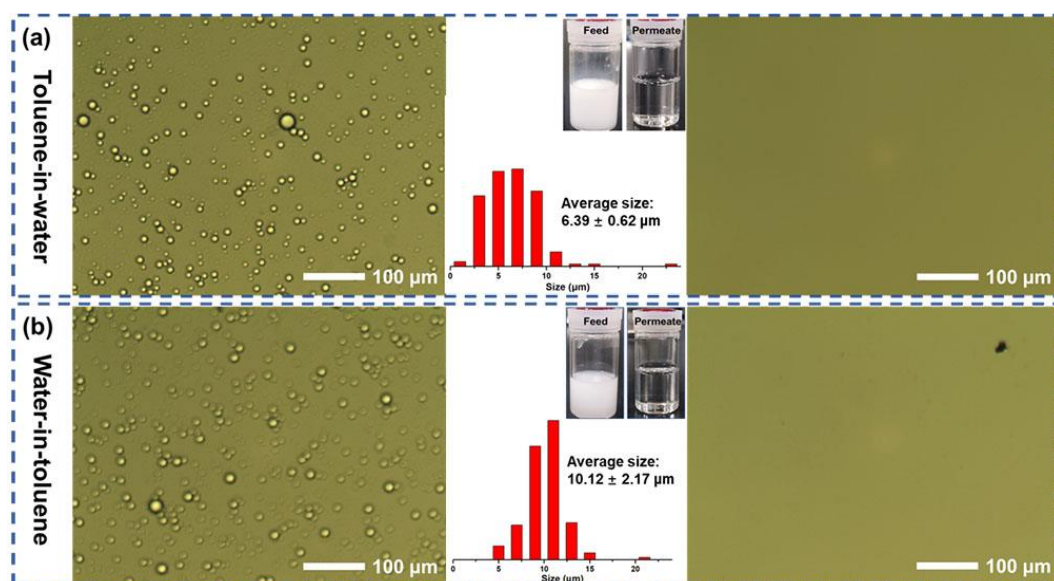 (a)
Toluene-in-water
100 μm
Feed
Permeate
Average size:
6.39 ± 0.62 μm
0 5 10 15 20
Size (μm)
100 μm
(b)
Water-in-toluene
100 μm
Feed
Permeate
Average size:
10.12 ± 2.17 μm
0 5 10 15 20
Size (μm)
100 μm